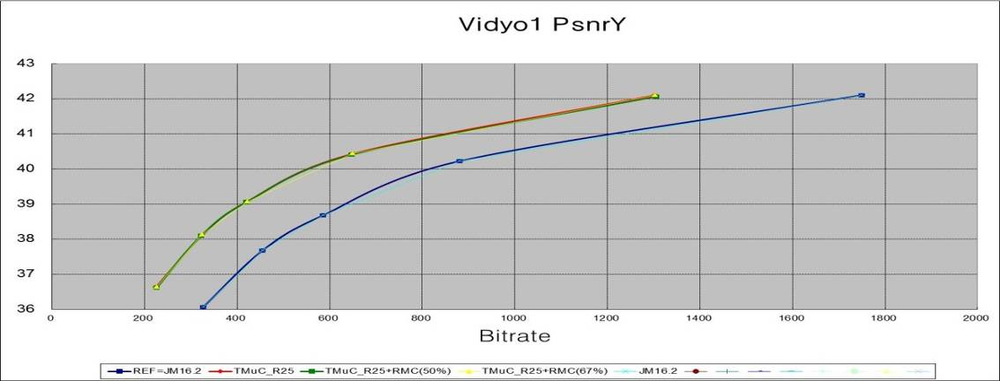 Vidyo1 PsnrY
43
42
41
40
39
38
37
36
0 200 400 600 800 1000 1200 1400 1600 1800 2000
Bitrate
REF=JM16.2 TMuC_R25 TMuC_R25+RMC(50%) TMuC_R25+RMC(67%) JM16.2